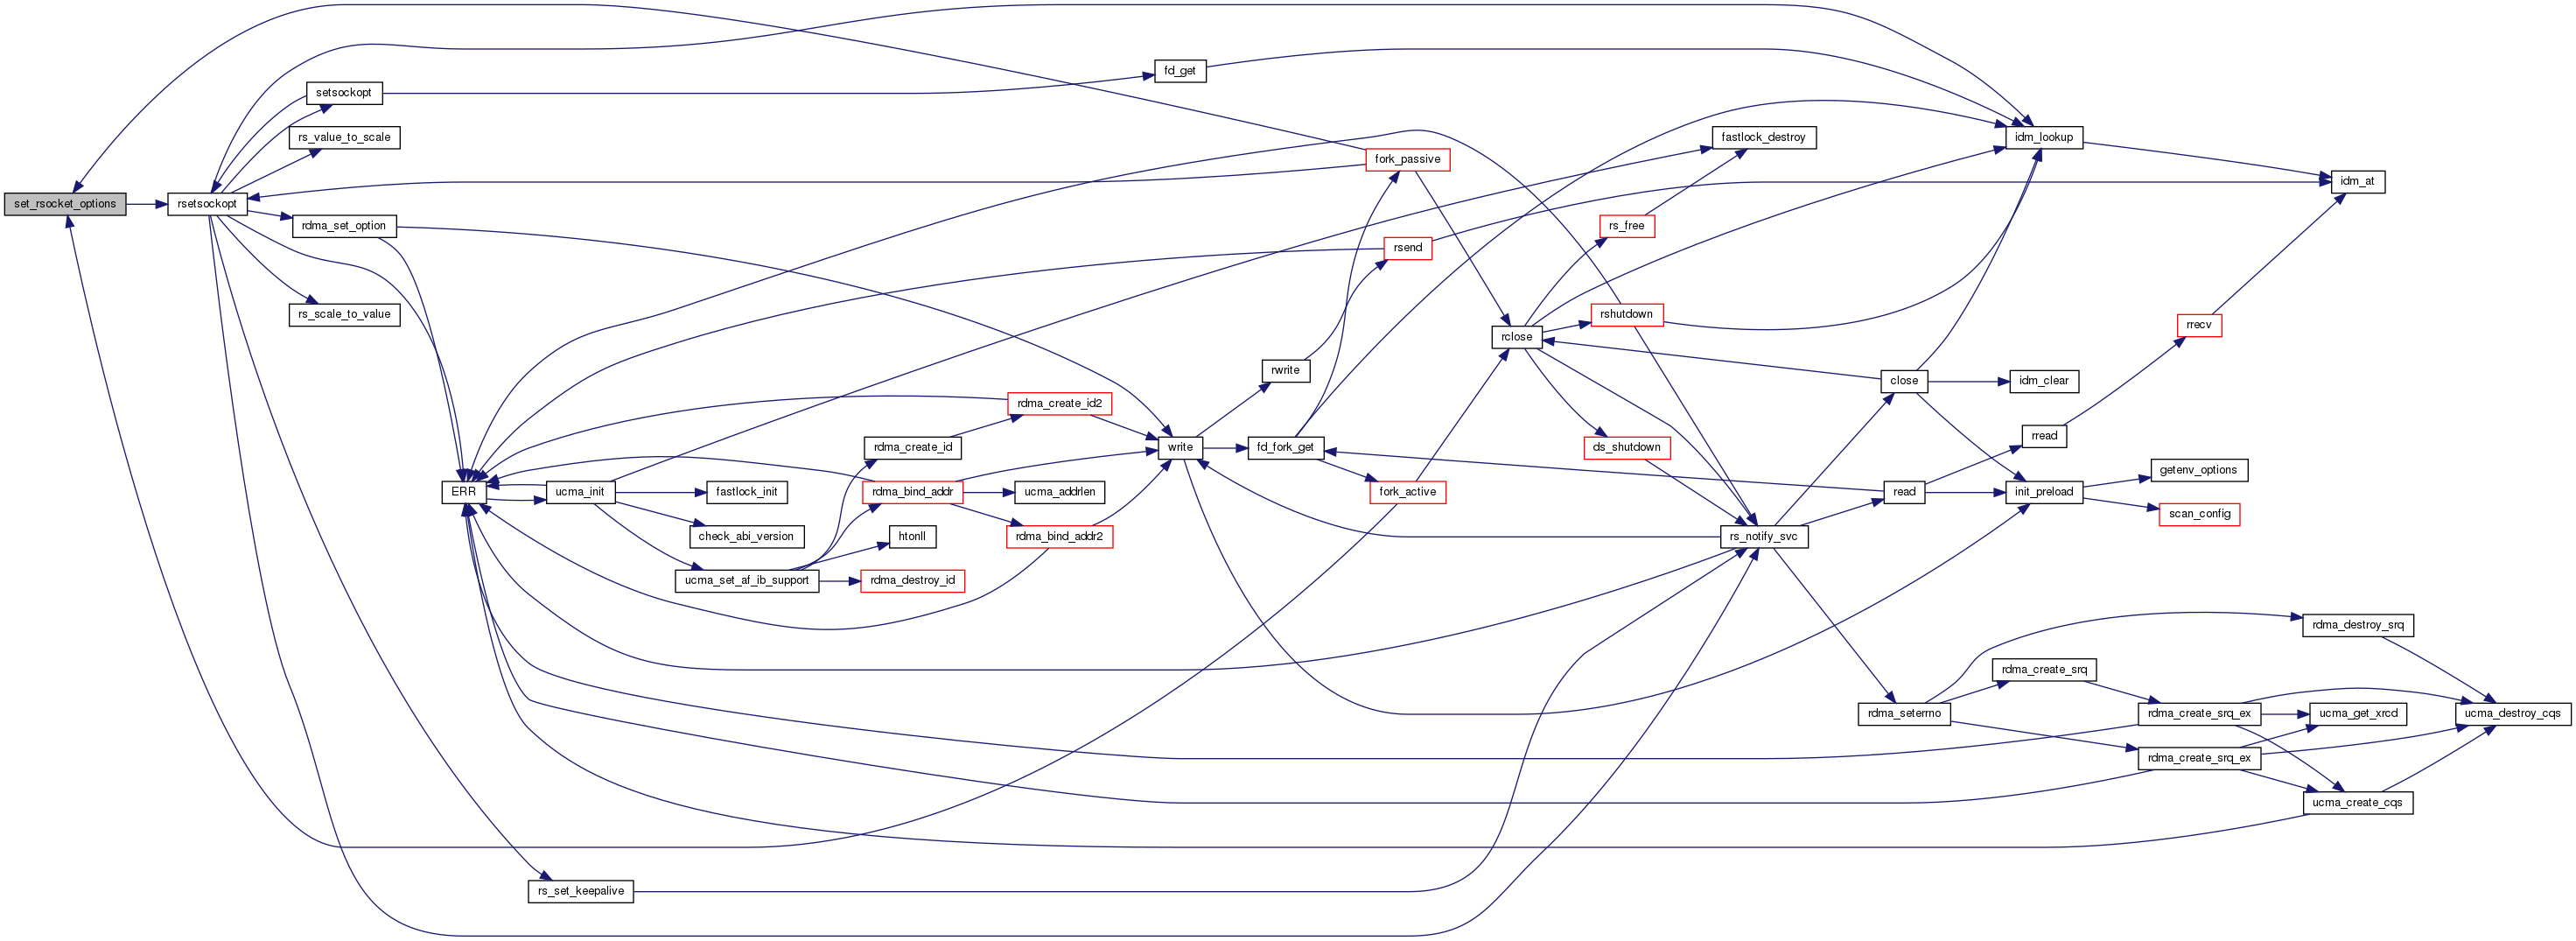 set_rsocket_options
rsetsockopt
setsockopt
rs_value_to_scale
rdma_set_option
rs_scale_to_value
ERR
rs_set_keepalive
ucma_init
fastlock_init
check_abi_version
ucma_set_af_ib_support
rdma_create_id
rdma_bind_addr
htonll
rdma_destroy_id
rdma_create_id2
ucma_addrlen
rdma_bind_addr2
fd_get
write
rwrite
fd_fork_get
fork_passive
rsend
fork_active
rclose
rs_free
rshutdown
ds_shutdown
fastlock_destroy
rs_notify_svc
close
read
rdma_seterrno
idm_lookup
idm_clear
rread
init_preload
rdma_create_srq
idm_at
rrecv
getenv_options
scan_config
rdma_destroy_srq
rdma_create_srq_ex
rdma_create_srq_ex
ucma_get_xrcd
ucma_create_cqs
ucma_destroy_cqs